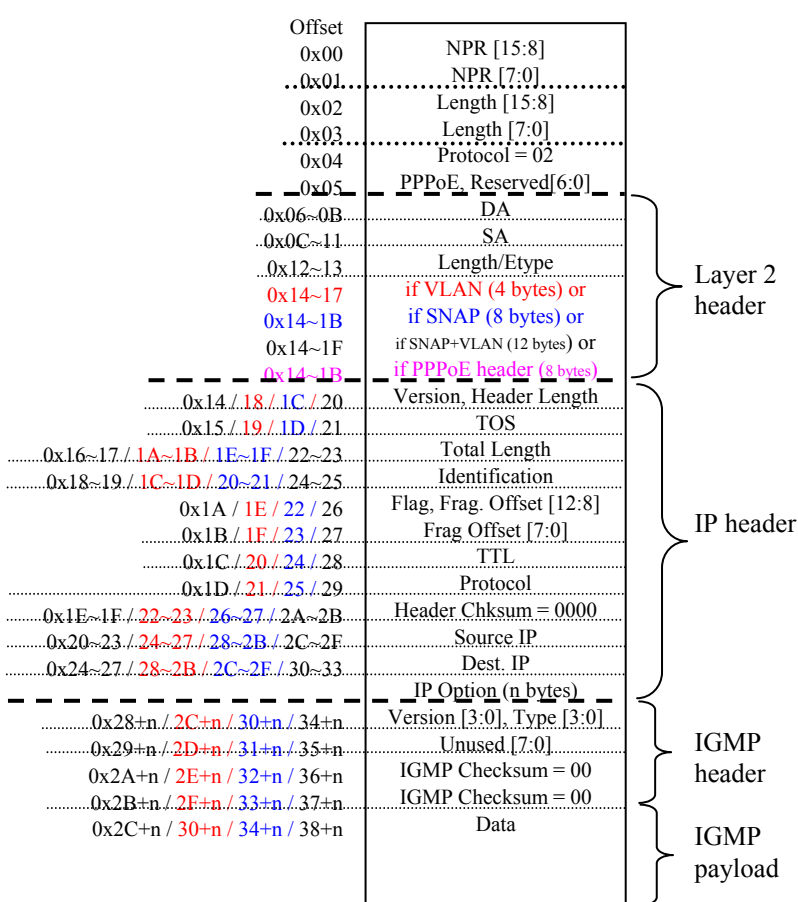 Offset
0x00 NPR [15:8]
0x01 NPR [7:0]
0x02 Length [15:8]
0x03 Length [7:0]
0x04 Protocol = 02
0x05 PPPoE, Reserved[6:0]
0x06~0B DA
0x0C~11 SA
0x12~13 Length/Etype
0x14~17 if VLAN (4 bytes) or
0x14~1B if SNAP (8 bytes) or
0x14~1F if SNAP+VLAN (12 bytes) or
0x14~1B if PPPoE header (8 bytes)
Layer 2
header
0x14 / 18 / 1C / 20 Version, Header Length
0x15 / 19 / 1D / 21 TOS
0x16~17 / 1A~1B / 1E~1F / 22~23 Total Length
0x18~19 / 1C~1D / 20~21 / 24~25 Identification
0x1A / 1E / 22 / 26 Flag, Frag. Offset [12:8]
0x1B / 1F / 23 / 27 Frag Offset [7:0]
0x1C / 20 / 24 / 28 TTL
0x1D / 21 / 25 / 29 Protocol
0x1E~1F / 22~23 / 26~27 / 2A~2B Header Chksum = 0000
0x20~23 / 24~27 / 28~2B / 2C~2F Source IP
0x24~27 / 28~2B / 2C~2F / 30~33 Dest. IP
IP Option (n bytes)
IP header
0x28+n / 2C+n / 30+n / 34+n Version [3:0], Type [3:0]
0x29+n / 2D+n / 31+n / 35+n Unused [7:0]
0x2A+n / 2E+n / 32+n / 36+n IGMP Checksum = 00
0x2B+n / 2F+n / 33+n / 37+n IGMP Checksum = 00
IGMP
header
0x2C+n / 30+n / 34+n / 38+n Data
IGMP
payload